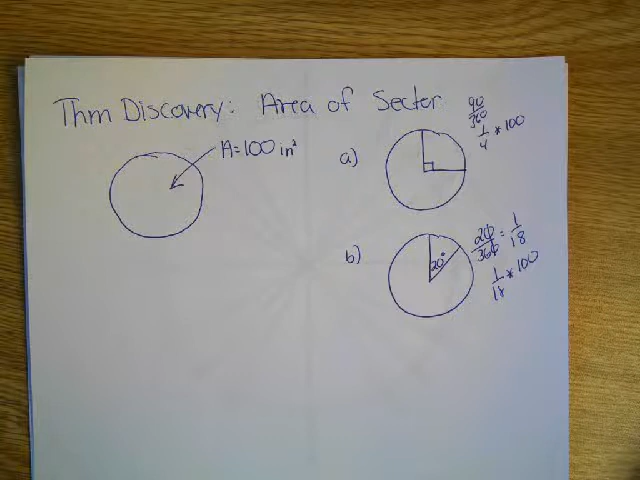 Thm Discovery: Area of Sector
A=100 in²
a)
90/360
1/4 * 100
b)
20°
20/360 = 1/18
1/18 * 100